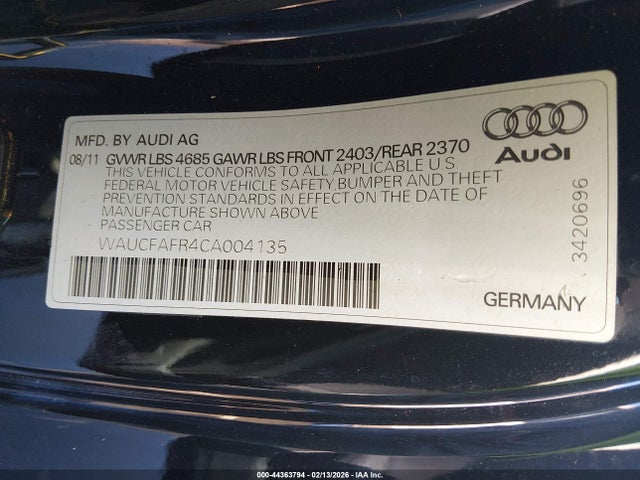 MFD. BY AUDI AG
08/11 GVWR LBS 4685 GAWR LBS FRONT 2403/REAR 2370
THIS VEHICLE CONFORMS TO ALL APPLICABLE U S
FEDERAL MOTOR VEHICLE SAFETY, BUMPER AND THEFT
PREVENTION STANDARDS IN EFFECT ON THE DATE OF
MANUFACTURE SHOWN ABOVE
PASSENGER CAR
WAUCFAFR4CA004135
Audi
3420696
GERMANY
000-44363794 - 02/13/2026 - IAA Inc.